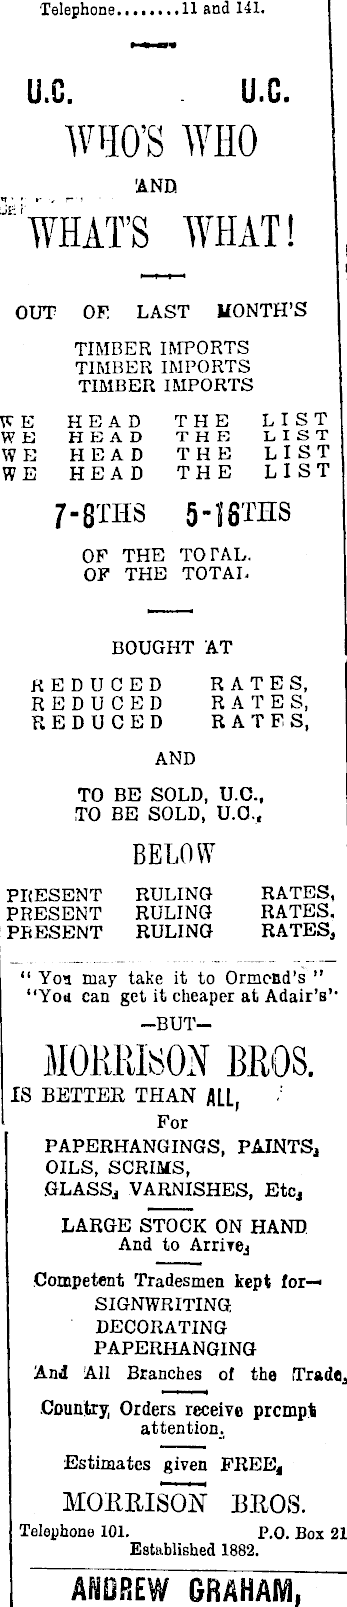 Telephone........11 and 141.
U.C. U.C.
WHO'S WHO
AND
WHAT'S WHAT!
OUT OF LAST MONTH'S
TIMBER IMPORTS
TIMBER IMPORTS
TIMBER IMPORTS
WE HEAD THE LIST
WE HEAD THE LIST
WE HEAD THE LIST
WE HEAD THE LIST
7-8THS 5-16THS
OF THE TOTAL.
OF THE TOTAL
BOUGHT AT
REDUCED RATES,
REDUCED RATES,
REDUCED RATES,
AND
TO BE SOLD, U.C.,
TO BE SOLD, U.C.,
BELOW
PRESENT RULING RATES,
PRESENT RULING RATES.
PRESENT RULING RATES,
"You may take it to Ormond's"
"You can get it cheaper at Adair's"
—BUT—
MORRISON BROS.
IS BETTER THAN ALL,
For
PAPERHANGINGS, PAINTS,
OILS, SCRIMS,
GLASS, VARNISHES, Etc,
LARGE STOCK ON HAND
And to Arrive,
Competent Tradesmen kept for—
SIGNWRITING
DECORATING
PAPERHANGING
And All Branches of the Trade,
Country, Orders receive prompt
attention.
Estimates given FREE,
MORRISON BROS.
Telephone 101. P.O. Box 21
Established 1882.
ANDREW GRAHAM,